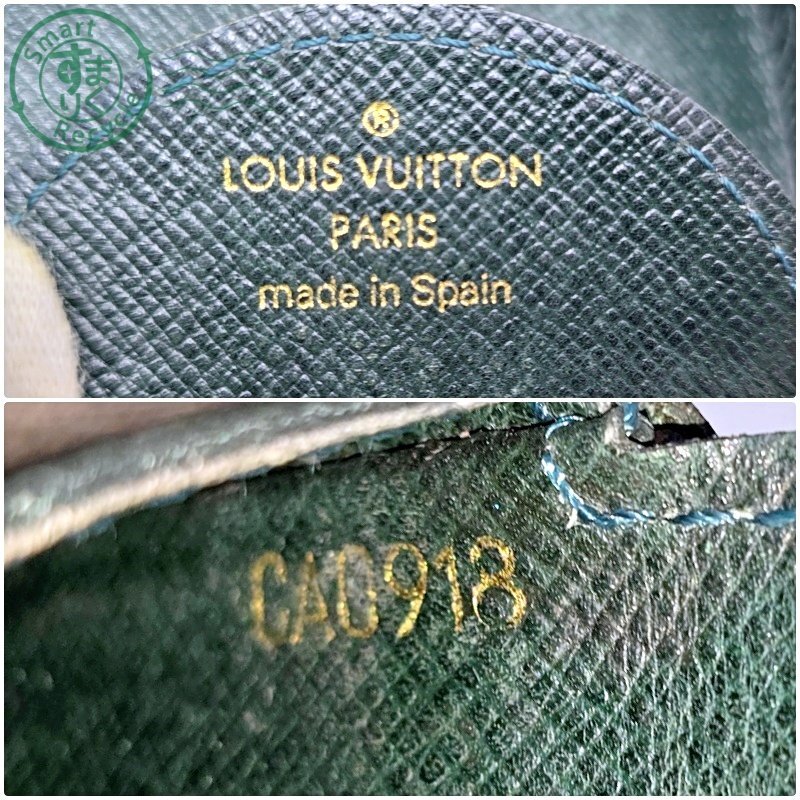 Smart
すまりく
Recycle
®
LOUIS VUITTON
PARIS
made in Spain
CA0918